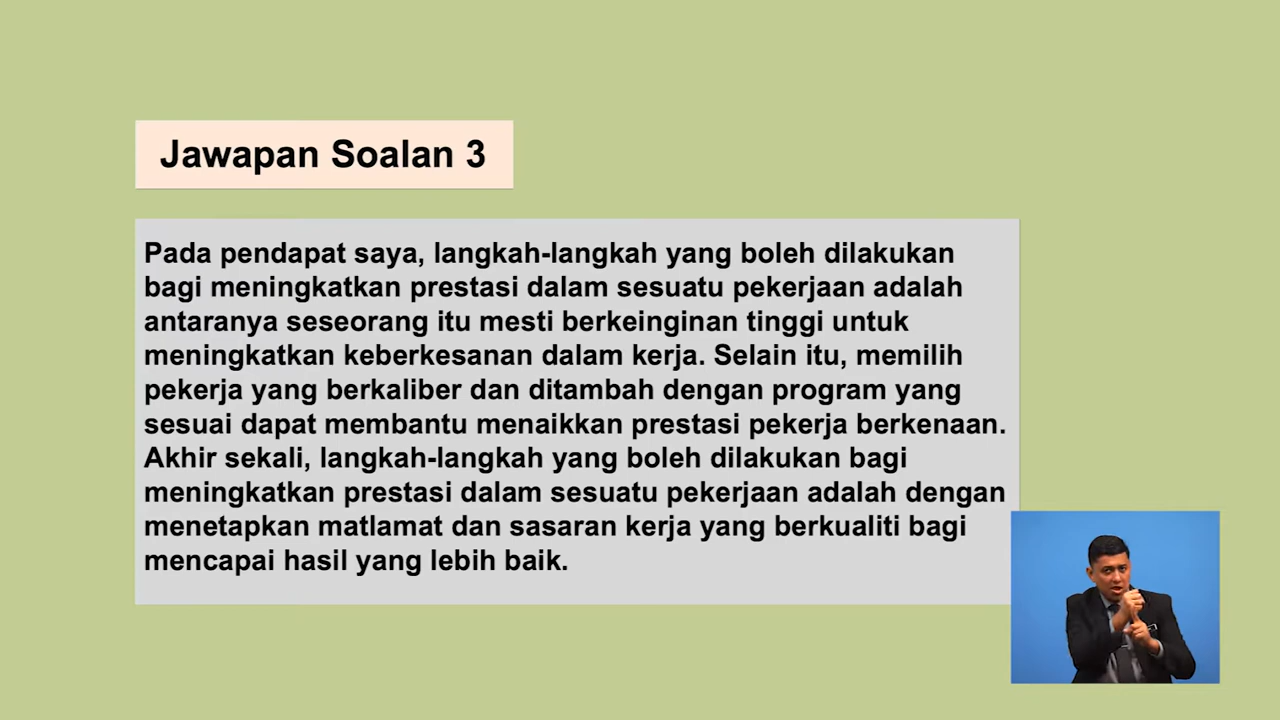 Jawapan Soalan 3
Pada pendapat saya, langkah-langkah yang boleh dilakukan
bagi meningkatkan prestasi dalam sesuatu pekerjaan adalah
antaranya seseorang itu mesti berkeinginan tinggi untuk
meningkatkan keberkesanan dalam kerja. Selain itu, memilih
pekerja yang berkaliber dan ditambah dengan program yang
sesuai dapat membantu menaikkan prestasi pekerja berkenaan.
Akhir sekali, langkah-langkah yang boleh dilakukan bagi
meningkatkan prestasi dalam sesuatu pekerjaan adalah dengan
menetapkan matlamat dan sasaran kerja yang berkualiti bagi
mencapai hasil yang lebih baik.